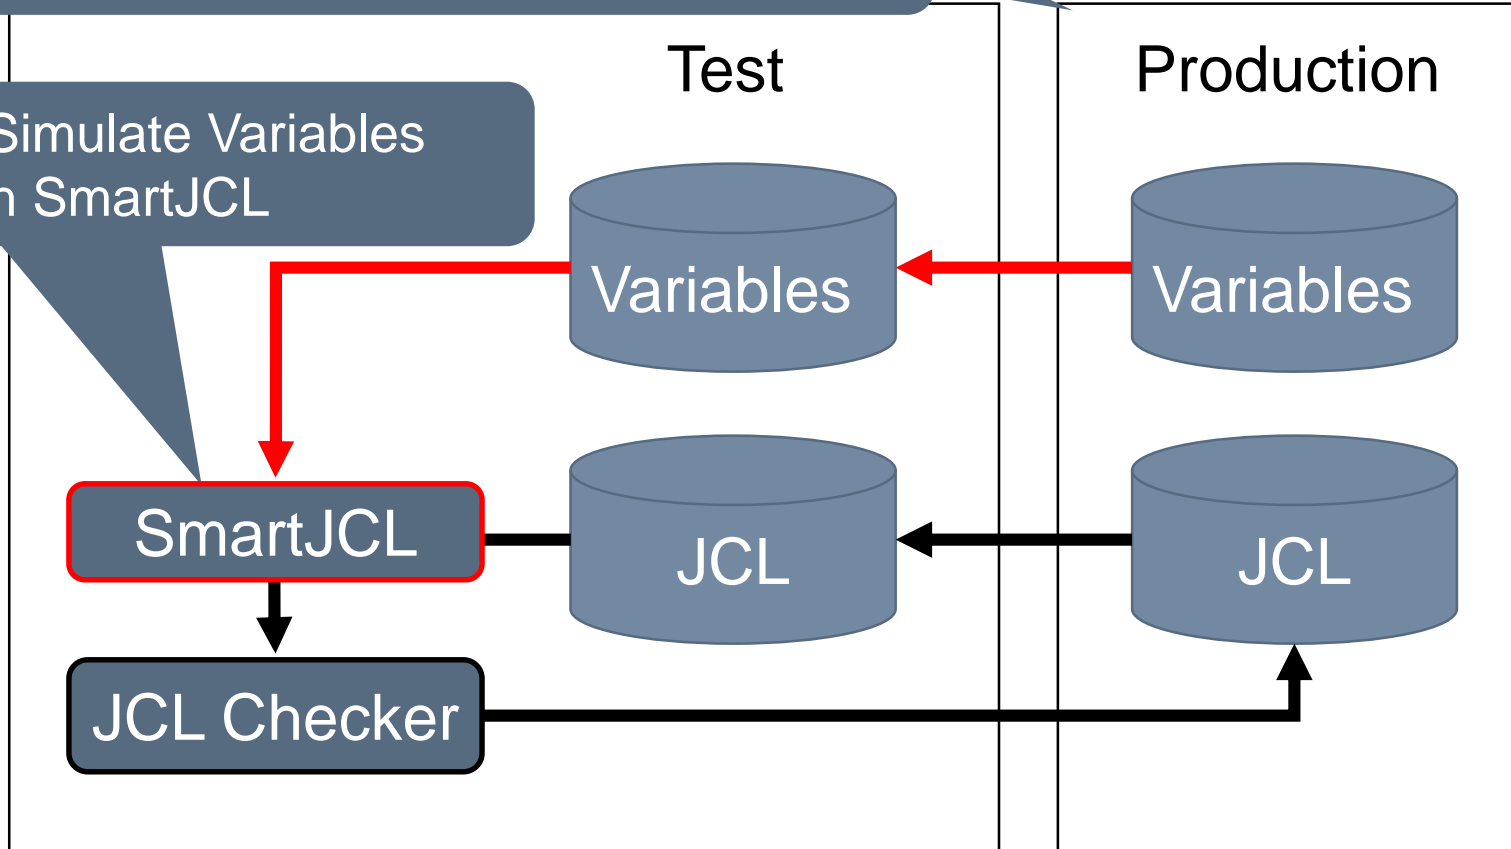 Test
Production
Simulate Variables
SmartJCL
Variables
Variables
SmartJCL
JCL
JCL
JCL Checker